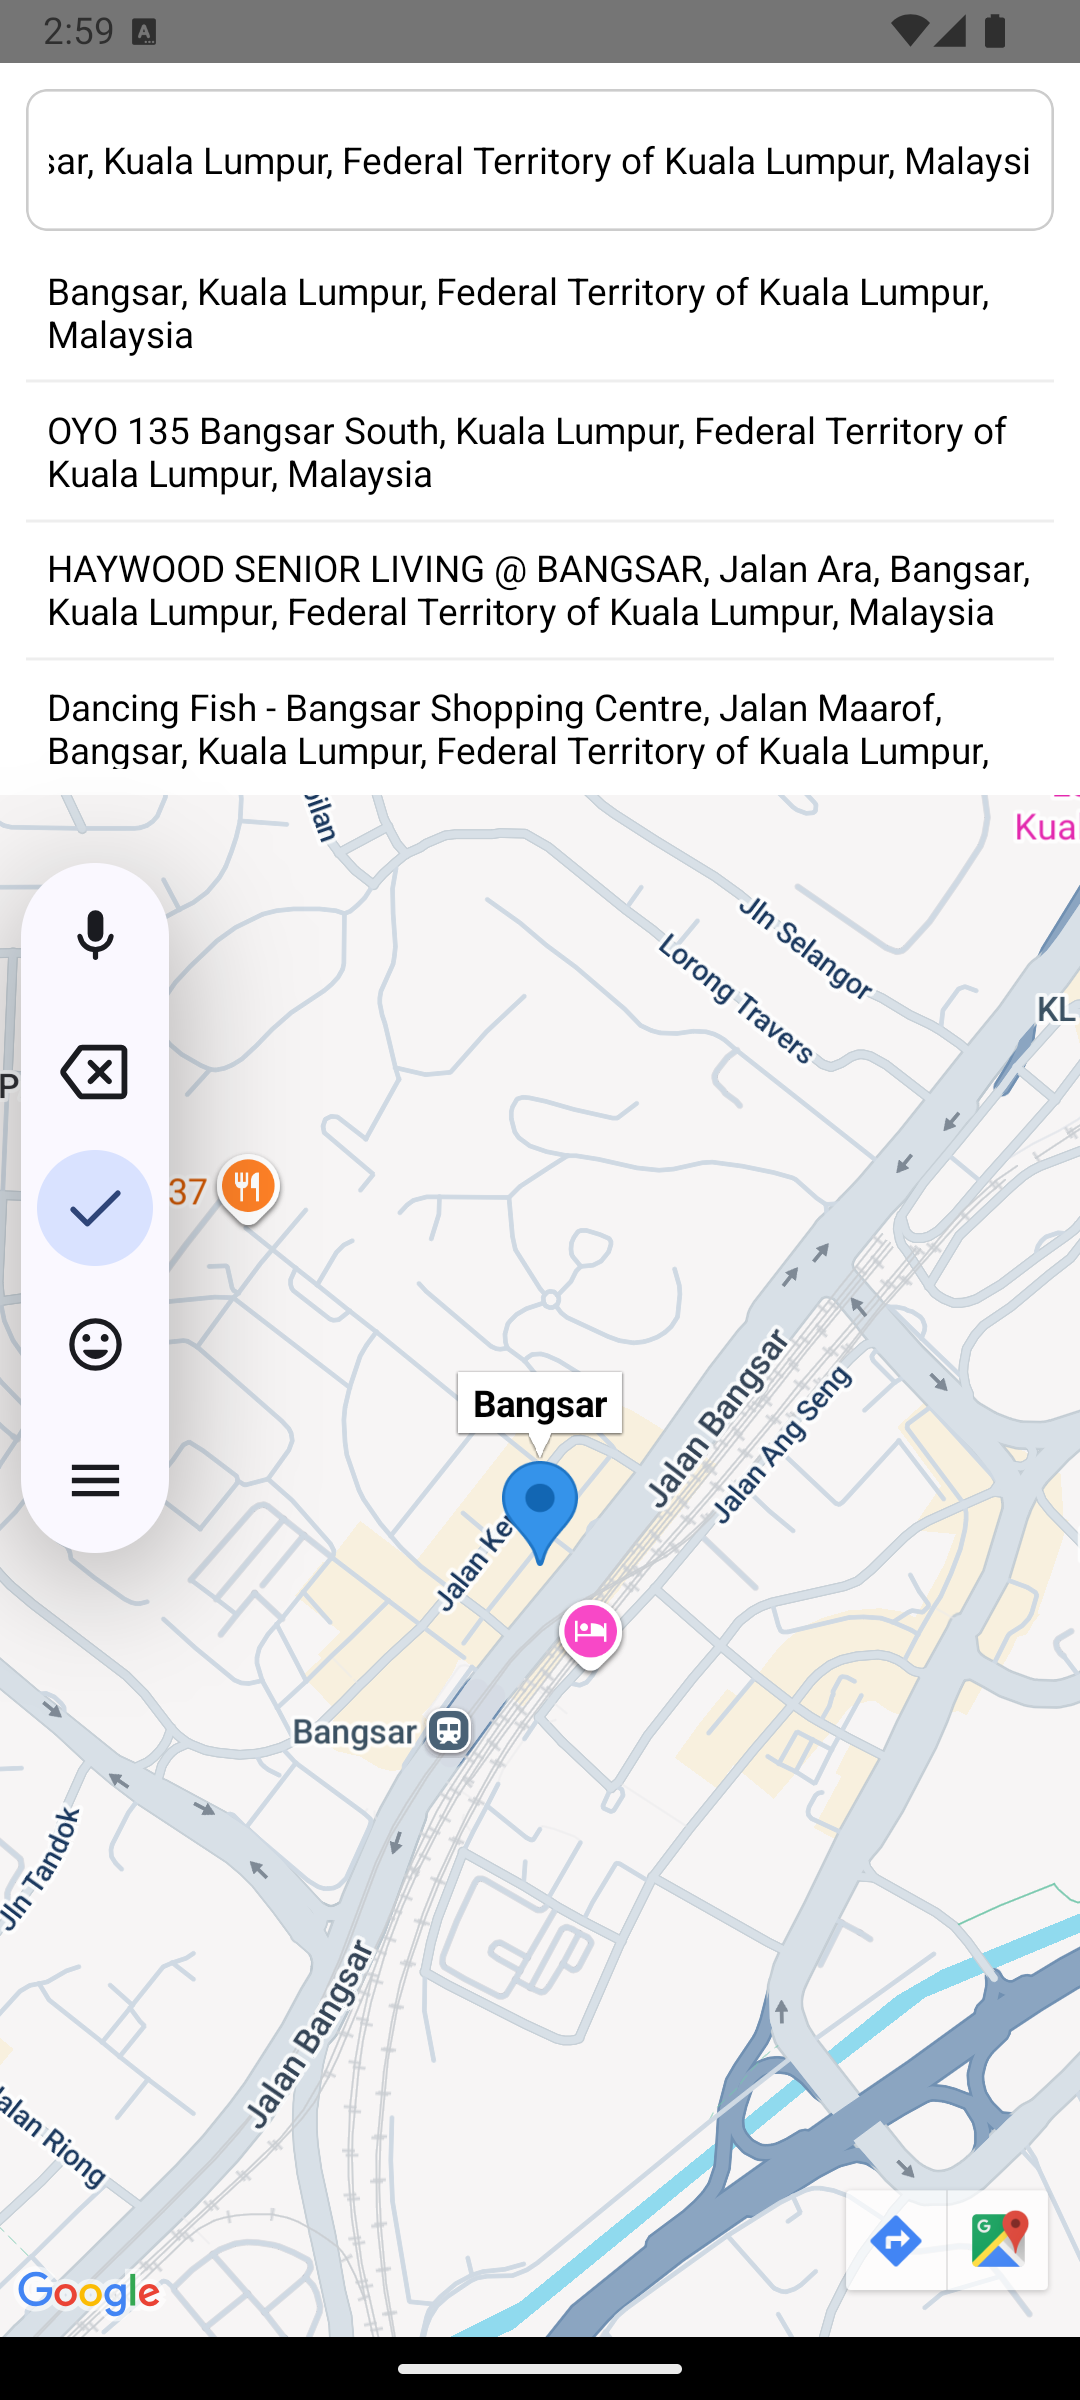 2:59
sar, Kuala Lumpur, Federal Territory of Kuala Lumpur, Malaysi
Bangsar, Kuala Lumpur, Federal Territory of Kuala Lumpur,
Malaysia
OYO 135 Bangsar South, Kuala Lumpur, Federal Territory of
Kuala Lumpur, Malaysia
HAYWOOD SENIOR LIVING @ BANGSAR, Jalan Ara, Bangsar,
Kuala Lumpur, Federal Territory of Kuala Lumpur, Malaysia
Dancing Fish - Bangsar Shopping Centre, Jalan Maarof,
Bangsar, Kuala Lumpur, Federal Territory of Kuala Lumpur,
ilan
Kual
Jln Selangor
Lorong Travers
KL
P
37
Bangsar
Jalan Bangsar
Jalan Ang Seng
Jalan Ke
Bangsar
Jln Tandok
Jalan Bangsar
Jalan Riong
Google